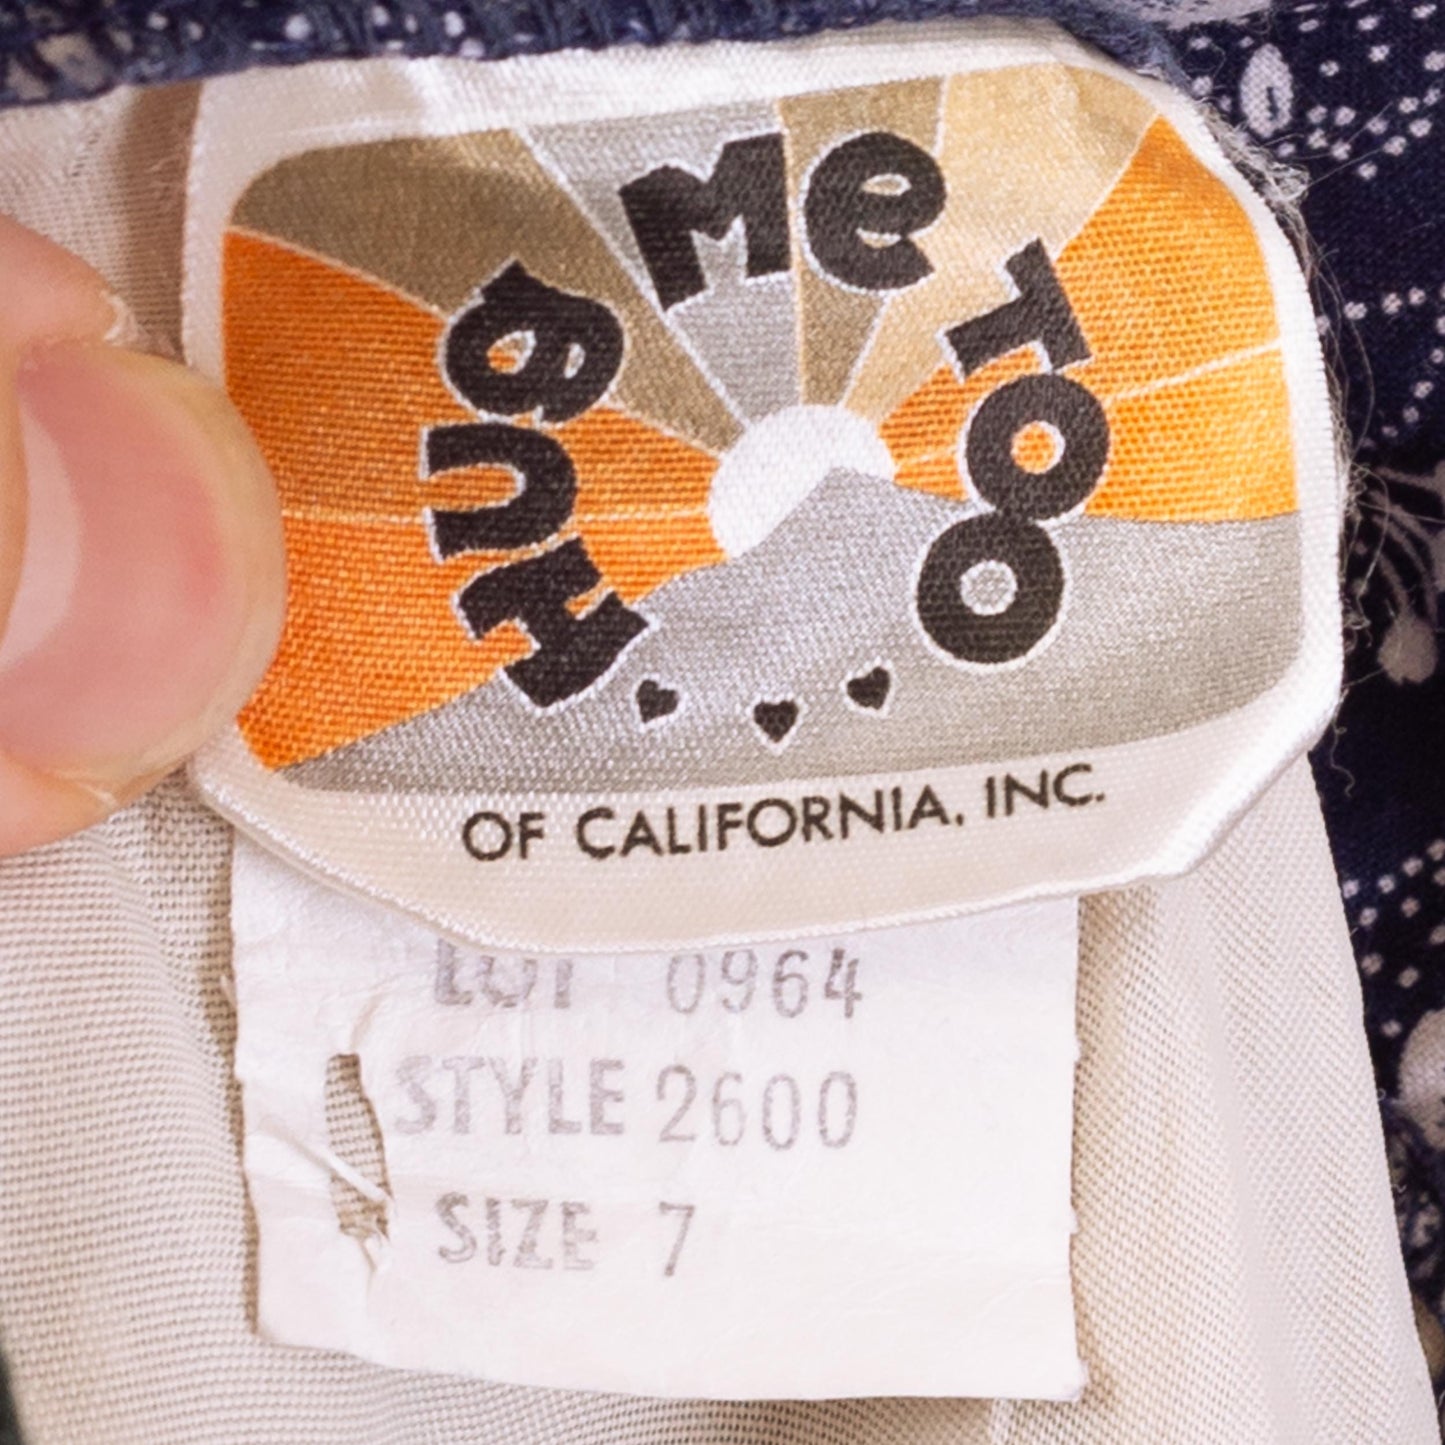 Hug Me Too
OF CALIFORNIA, INC.
LOT 0964
STYLE 2600
SIZE 7